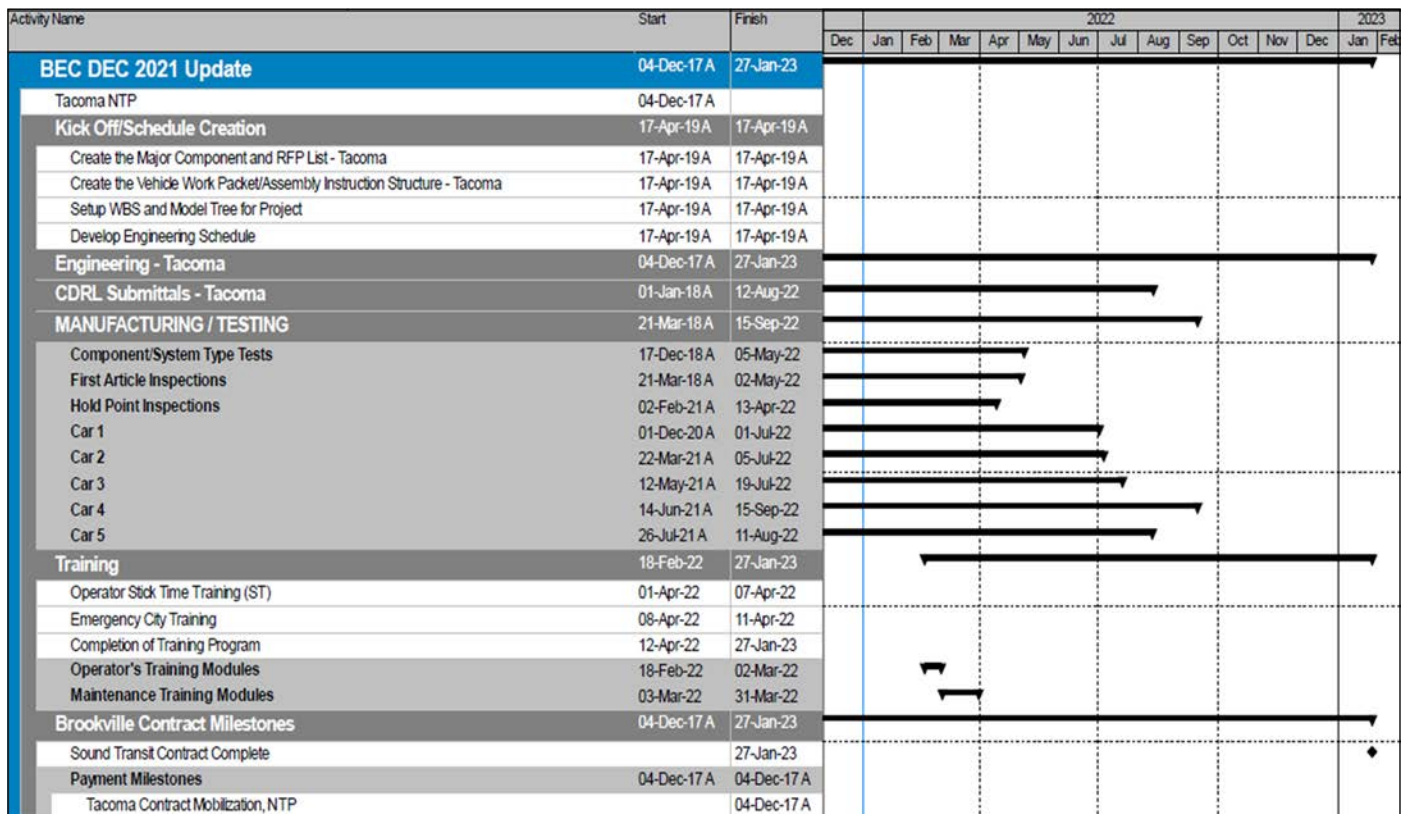 Activity Name Start Finish 2022 2023
Dec Jan Feb Mar Apr May Jun Jul Aug Sep Oct Nov Dec Jan Feb
BEC DEC 2021 Update 04-Dec-17 A 27-Jan-23
Tacoma NTP 04-Dec-17 A
Kick Off/Schedule Creation 17-Apr-19 A 17-Apr-19 A
Create the Major Component and RFP List - Tacoma 17-Apr-19 A 17-Apr-19 A
Create the Vehicle Work Packet/Assembly Instruction Structure - Tacoma 17-Apr-19 A 17-Apr-19 A
Setup WBS and Model Tree for Project 17-Apr-19 A 17-Apr-19 A
Develop Engineering Schedule 17-Apr-19 A 17-Apr-19 A
Engineering - Tacoma 04-Dec-17 A 27-Jan-23
CDRL Submittals - Tacoma 01-Jan-18 A 12-Aug-22
MANUFACTURING / TESTING 21-Mar-18 A 15-Sep-22
Component/System Type Tests 17-Dec-18 A 05-May-22
First Article Inspections 21-Mar-18 A 02-May-22
Hold Point Inspections 02-Feb-21 A 13-Apr-22
Car 1 01-Dec-20 A 01-Jul-22
Car 2 22-Mar-21 A 05-Jul-22
Car 3 12-May-21 A 19-Jul-22
Car 4 14-Jun-21 A 15-Sep-22
Car 5 26-Jul-21 A 11-Aug-22
Training 18-Feb-22 27-Jan-23
Operator Stick Time Training (ST) 01-Apr-22 07-Apr-22
Emergency City Training 08-Apr-22 11-Apr-22
Completion of Training Program 12-Apr-22 27-Jan-23
Operator's Training Modules 18-Feb-22 02-Mar-22
Maintenance Training Modules 03-Mar-22 31-Mar-22
Brookville Contract Milestones 04-Dec-17 A 27-Jan-23
Sound Transit Contract Complete 27-Jan-23
Payment Milestones 04-Dec-17 A 04-Dec-17 A
Tacoma Contract Mobilization, NTP 04-Dec-17 A